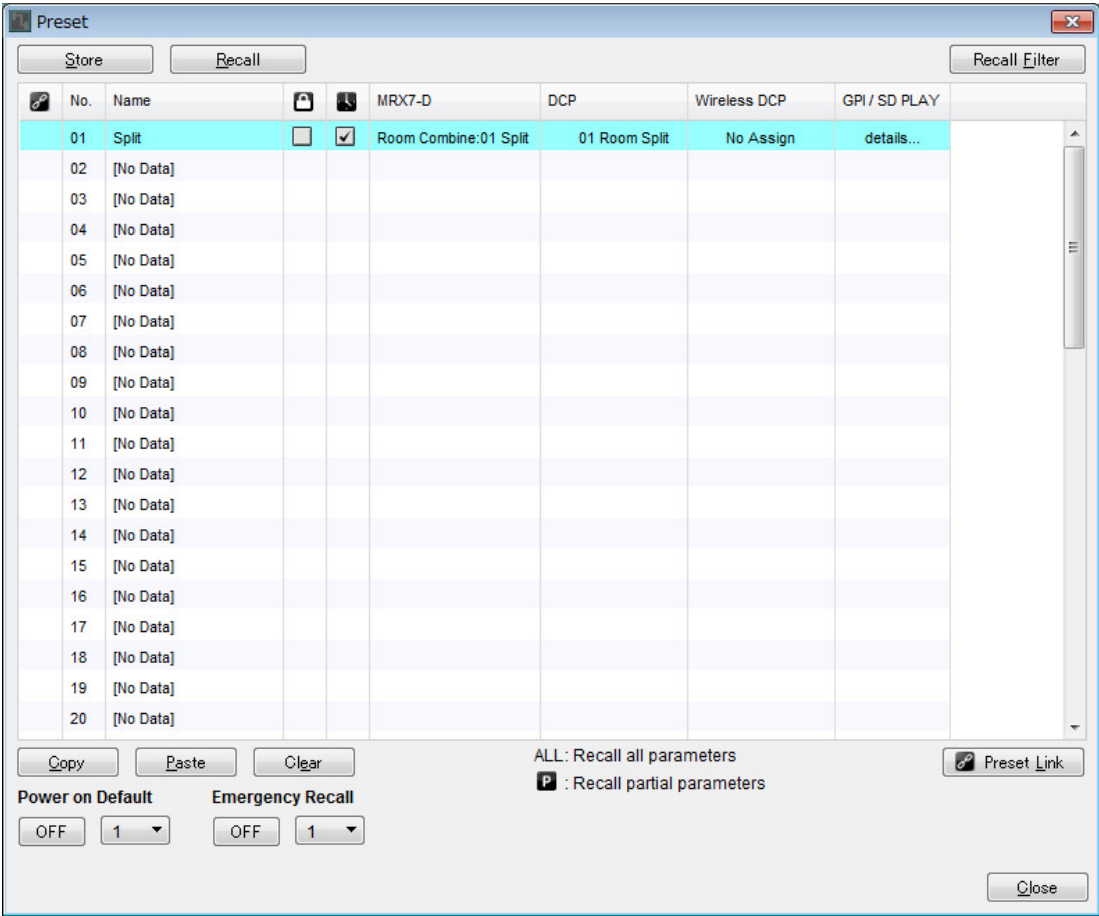 Preset
Store Recall Recall Filter
No. Name MRX7-D DCP Wireless DCP GPI / SD PLAY
01 Split Room Combine:01 Split 01 Room Split No Assign details...
02 [No Data]
03 [No Data]
04 [No Data]
05 [No Data]
06 [No Data]
07 [No Data]
08 [No Data]
09 [No Data]
10 [No Data]
11 [No Data]
12 [No Data]
13 [No Data]
14 [No Data]
15 [No Data]
16 [No Data]
17 [No Data]
18 [No Data]
19 [No Data]
20 [No Data]
Copy Paste Clear ALL: Recall all parameters Preset Link
P : Recall partial parameters
Power on Default Emergency Recall
OFF 1 OFF 1
Close